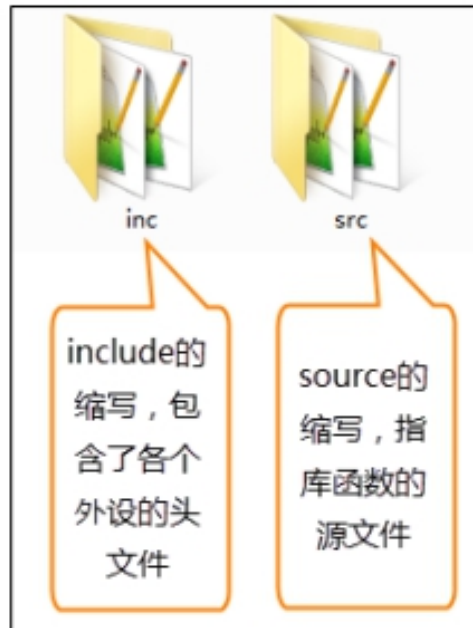 inc
src
include的
缩写，包
含了各个
外设的头
文件
source的
缩写，指
库函数的
源文件